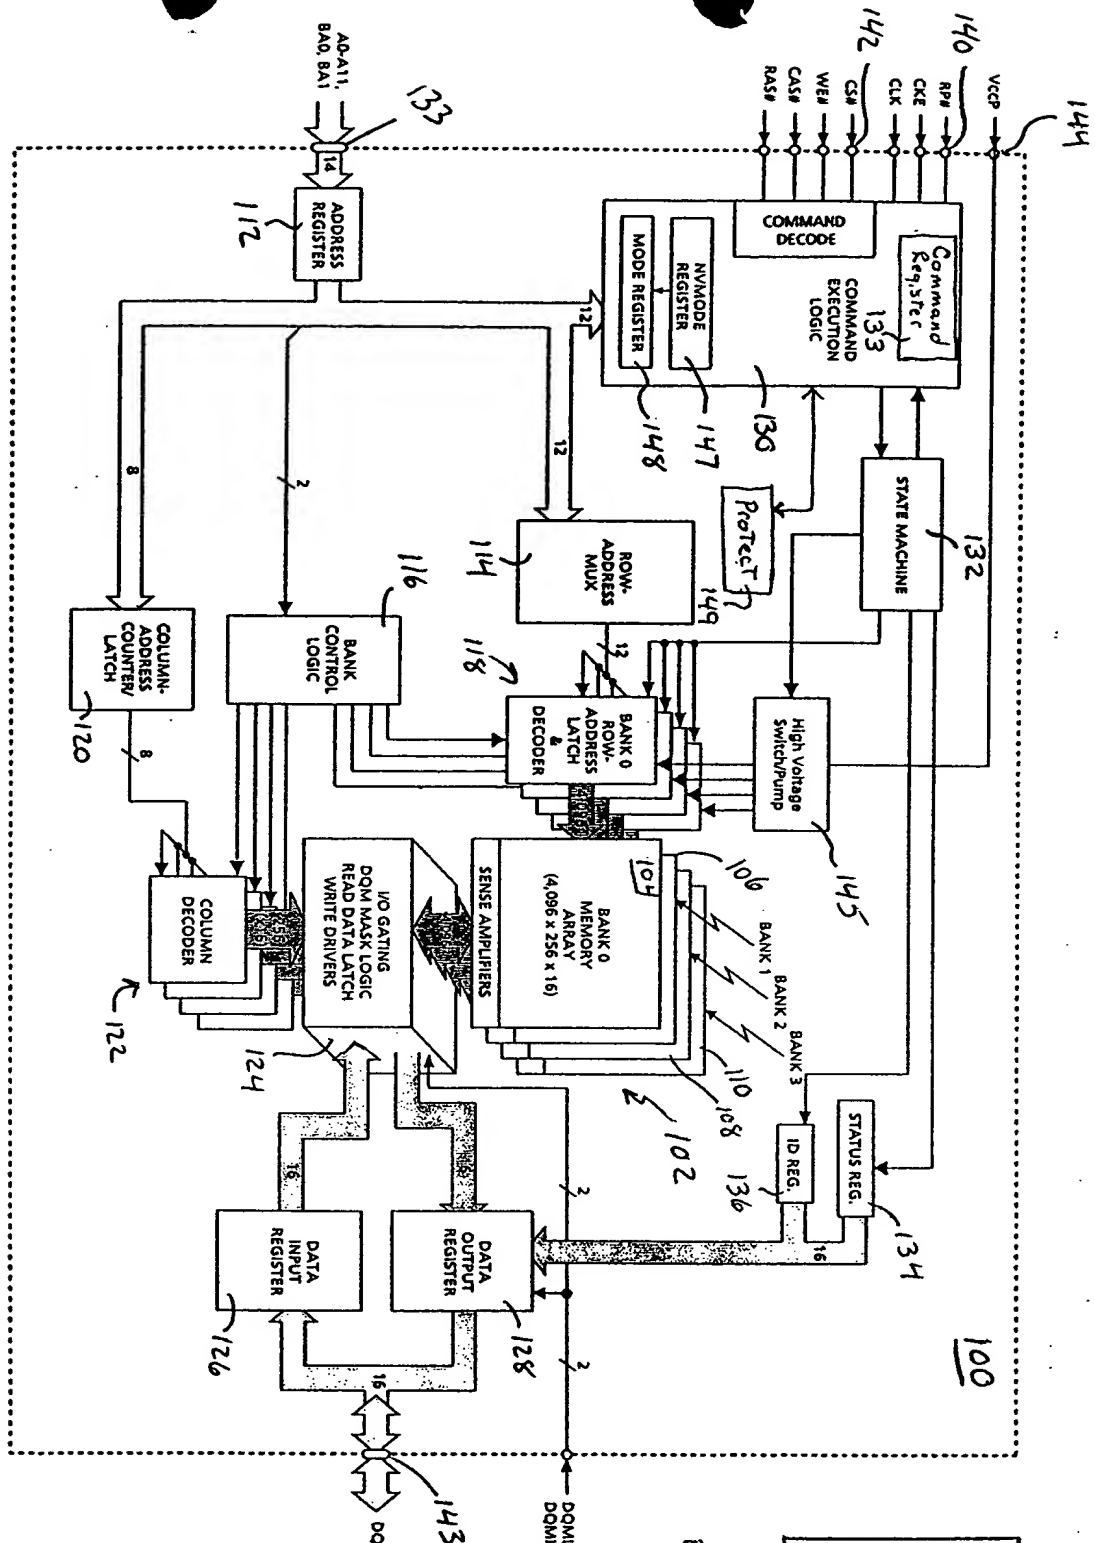 144
VccP
140
RP#
CKE
CLK
142
CS#
WE#
CAS#
RAS#
A0-A11,
BA0, BA1
133
14
ADDRESS
REGISTER
112
Command
Register
133
COMMAND
EXECUTION
LOGIC
COMMAND
DECODE
NVMODE
REGISTER
MODE REGISTER
130
147
148
12
12
2
8
STATE MACHINE
132
ProTecT
149
ROW-
ADDRESS
MUX
114
12
BANK
CONTROL
LOGIC
116
COLUMN-
ADDRESS
COUNTER/
LATCH
120
8
High Voltage
Switch/Pump
145
BANK 0
ROW-
ADDRESS
LATCH
&
DECODER
118
BANK 0
MEMORY
ARRAY
(4,096 x 256 x 16)
SENSE AMPLIFIERS
104
106
108
110
BANK 1
BANK 2
BANK 3
102
I/O GATING
DQM MASK LOGIC
READ DATA LATCH
WRITE DRIVERS
124
COLUMN
DECODER
122
STATUS REG.
134
ID REG.
136
16
2
16
16
DATA
OUTPUT
REGISTER
128
DATA
INPUT
REGISTER
126
2
16
100
143